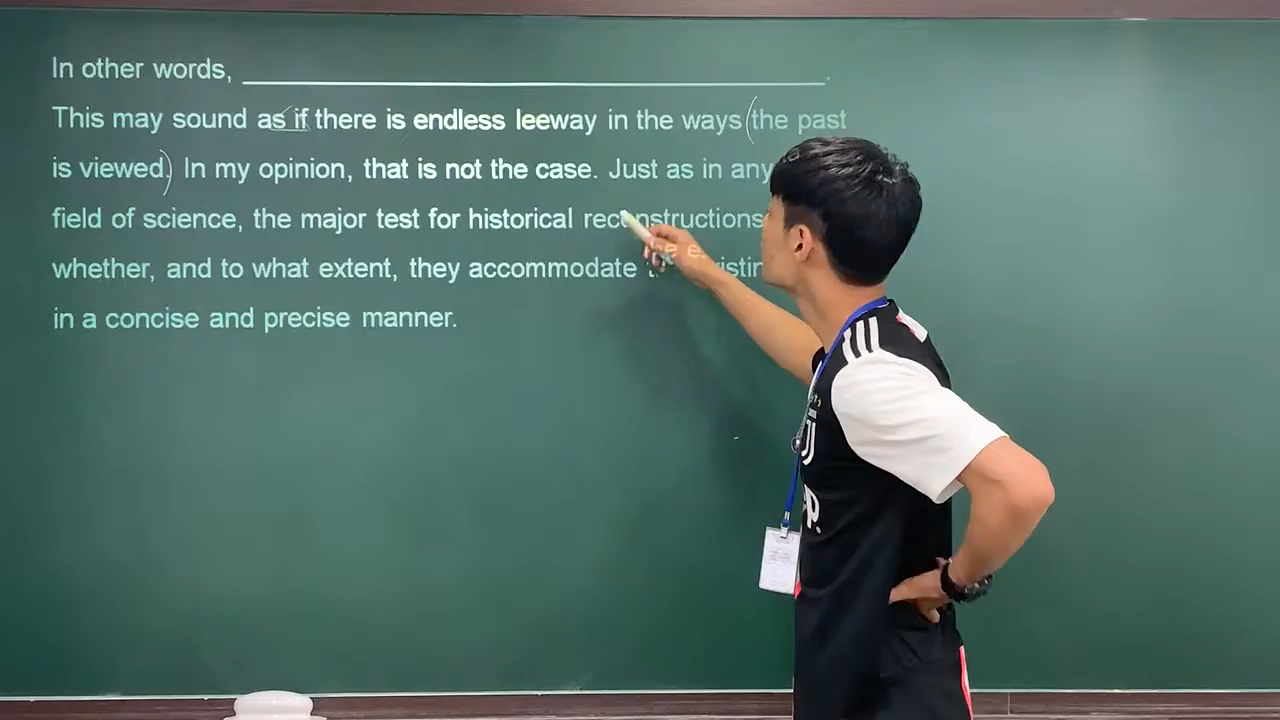 In other words, ______________________.
This may sound as if there is endless leeway in the ways (the past
is viewed.) In my opinion, that is not the case. Just as in any
field of science, the major test for historical reconstructions
whether, and to what extent, they accommodate
in a concise and precise manner.